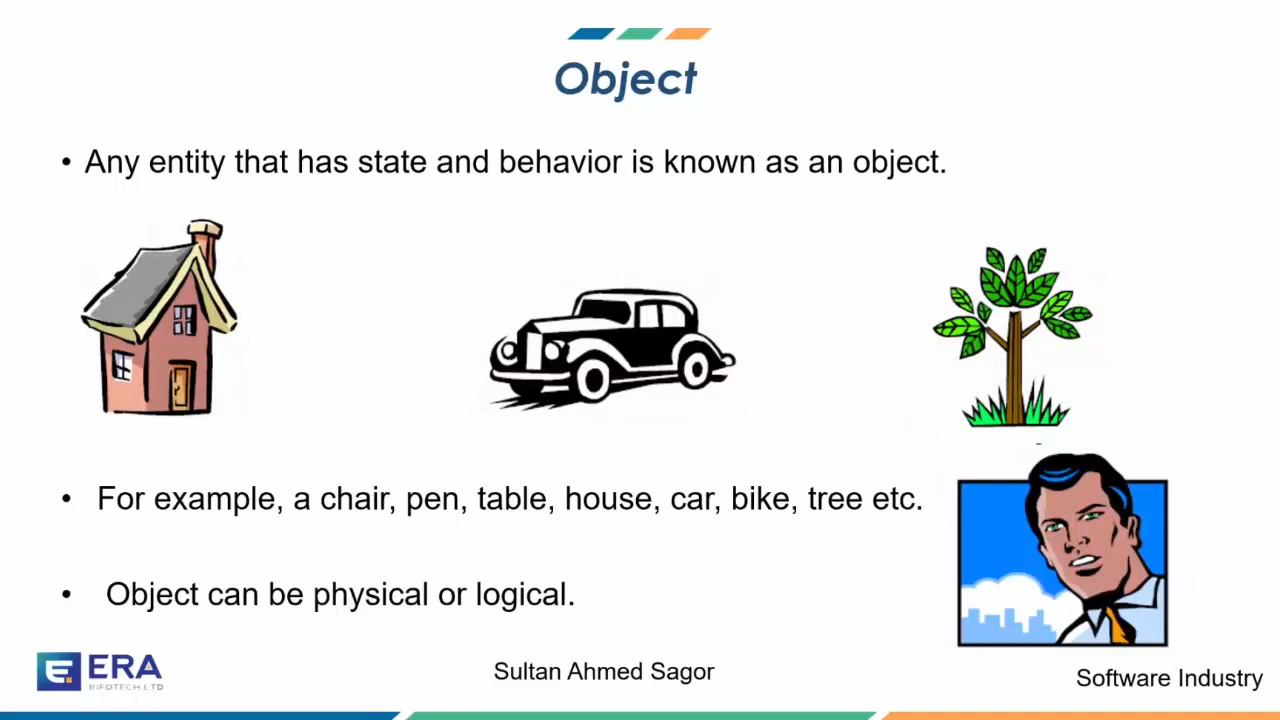 Object
• Any entity that has state and behavior is known as an object.
• For example, a chair, pen, table, house, car, bike, tree etc.
• Object can be physical or logical.
ERA
INFOTECH LTD
Sultan Ahmed Sagor
Software Industry